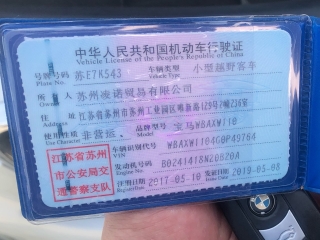 中华人民共和国机动车行驶证
Vehicle License of the People's Republic of China
号牌号码 苏E7K543 车辆类型 小型越野客车
Plate No. Vehicle Type
所有人 苏州凌诺贸易有限公司
Owner
住址 江苏省苏州市苏州工业园区
Address
使用性质 非营运 品牌型号 宝马WBAXW110
Use Character Model
车辆识别代号 WBAXW1104G0P49764
VIN
发动机号码 B0241418N20B20A
Engine No.
注册日期 2017-05-10 发证日期 2019-05-08
Register Date Issue Date
江苏省苏州
市公安局交
通警察支队